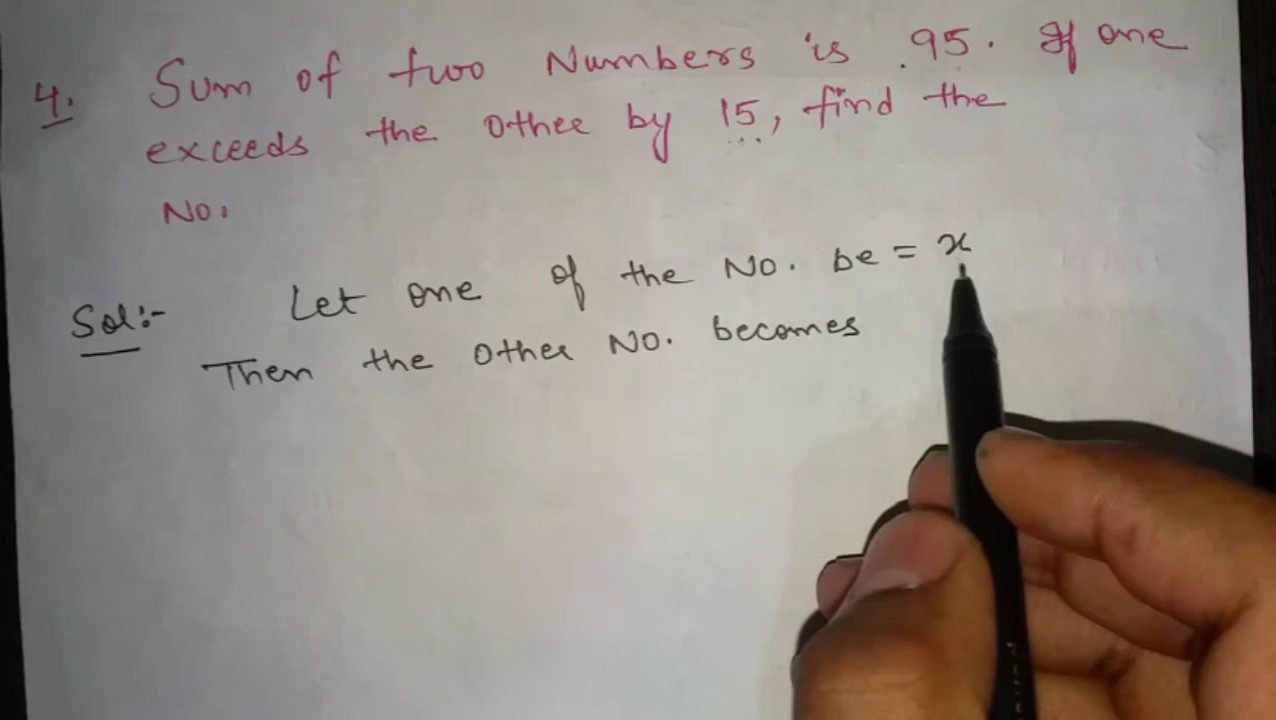 4. Sum of two Numbers is 95. If one
exceeds the other by 15, find the
No.
Sol:- Let one of the No. be = x
Then the other No. becomes